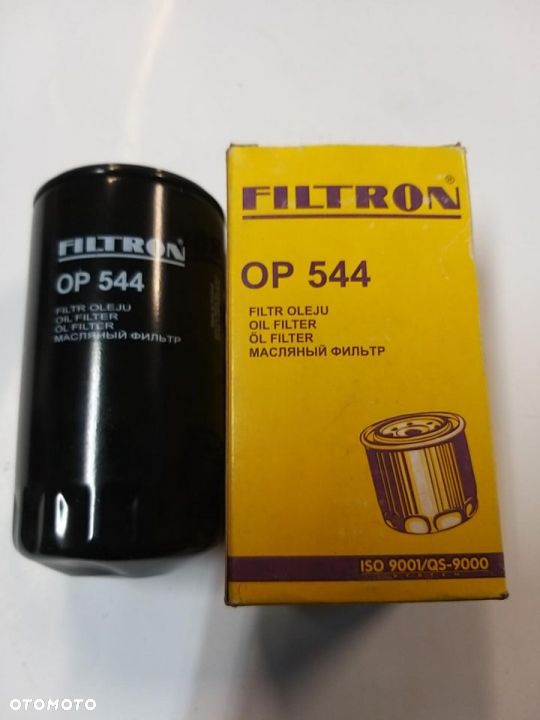 FILTRON
OP 544
FILTR OLEJU
OIL FILTER
ÖL FILTER
МАСЛЯНЫЙ ФИЛЬТР
FILTRON®
OP 544
FILTR OLEJU
OIL FILTER
ÖL FILTER
МАСЛЯНЫЙ ФИЛЬТР
ISO 9001/QS-9000
SYSTEM
OTOMOTO